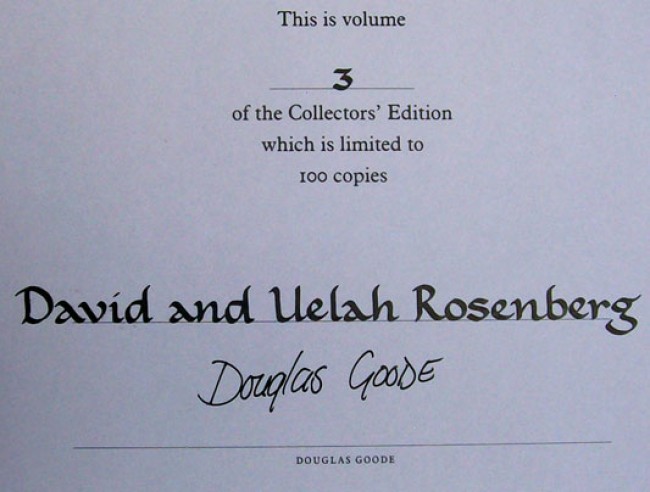 This is volume
3
of the Collectors' Edition
which is limited to
100 copies
David and Uelah Rosenberg
Douglas Goode
DOUGLAS GOODE